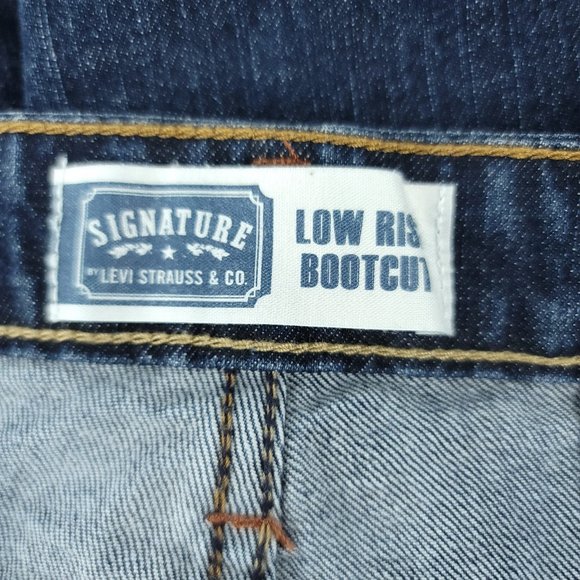 SIGNATURE
BY LEVI STRAUSS & CO.
LOW RIS
BOOTCUT